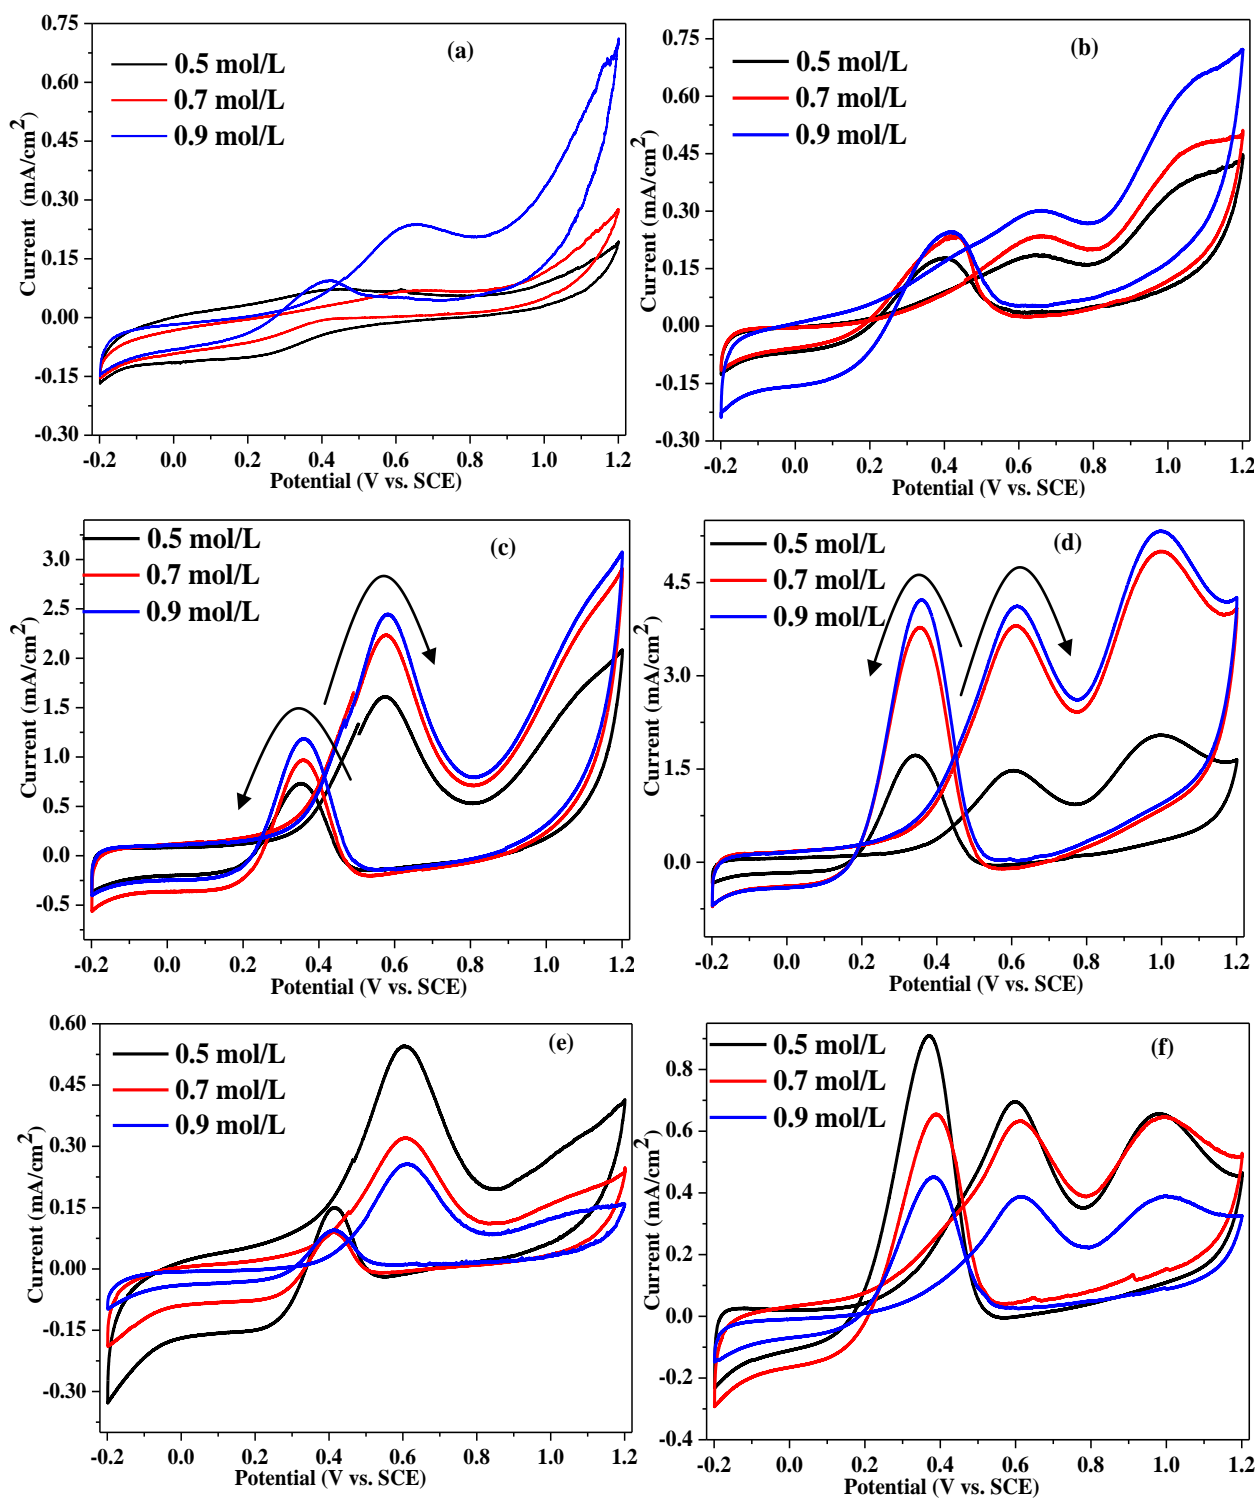 (a)
0.5 mol/L
0.7 mol/L
0.9 mol/L
0.75
0.60
0.45
0.30
0.15
0.00
-0.15
-0.30
Current (mA/cm2)
-0.2 0.0 0.2 0.4 0.6 0.8 1.0 1.2
Potential (V vs. SCE)
(b)
0.5 mol/L
0.7 mol/L
0.9 mol/L
0.75
0.60
0.45
0.30
0.15
0.00
-0.15
-0.30
Current (mA/cm2)
-0.2 0.0 0.2 0.4 0.6 0.8 1.0 1.2
Potential (V vs. SCE)
(c)
0.5 mol/L
0.7 mol/L
0.9 mol/L
3.0
2.5
2.0
1.5
1.0
0.5
0.0
-0.5
Current (mA/cm2)
-0.2 0.0 0.2 0.4 0.6 0.8 1.0 1.2
Potential (V vs. SCE)
(d)
0.5 mol/L
0.7 mol/L
0.9 mol/L
4.5
3.0
1.5
0.0
Current (mA/cm2)
-0.2 0.0 0.2 0.4 0.6 0.8 1.0 1.2
Potential (V vs. SCE)
(e)
0.5 mol/L
0.7 mol/L
0.9 mol/L
0.60
0.45
0.30
0.15
0.00
-0.15
-0.30
Current (mA/cm2)
-0.2 0.0 0.2 0.4 0.6 0.8 1.0 1.2
Potential (V vs. SCE)
(f)
0.5 mol/L
0.7 mol/L
0.9 mol/L
0.8
0.6
0.4
0.2
0.0
-0.2
-0.4
Current (mA/cm2)
-0.2 0.0 0.2 0.4 0.6 0.8 1.0 1.2
Potential (V vs. SCE)